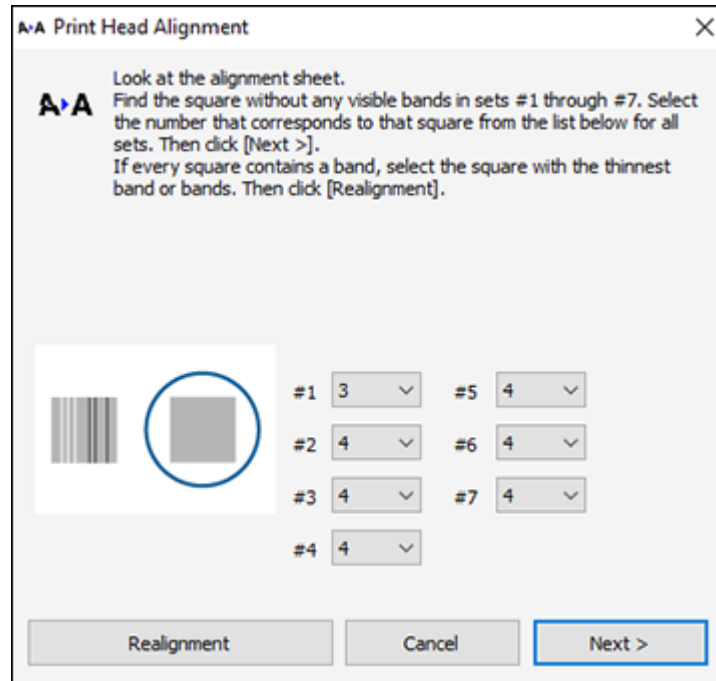 A▸A Print Head Alignment
A▸A
Look at the alignment sheet.
Find the square without any visible bands in sets #1 through #7. Select
the number that corresponds to that square from the list below for all
sets. Then click [Next >].
If every square contains a band, select the square with the thinnest
band or bands. Then click [Realignment].
#1 3 #5 4
#2 4 #6 4
#3 4 #7 4
#4 4
Realignment Cancel Next >